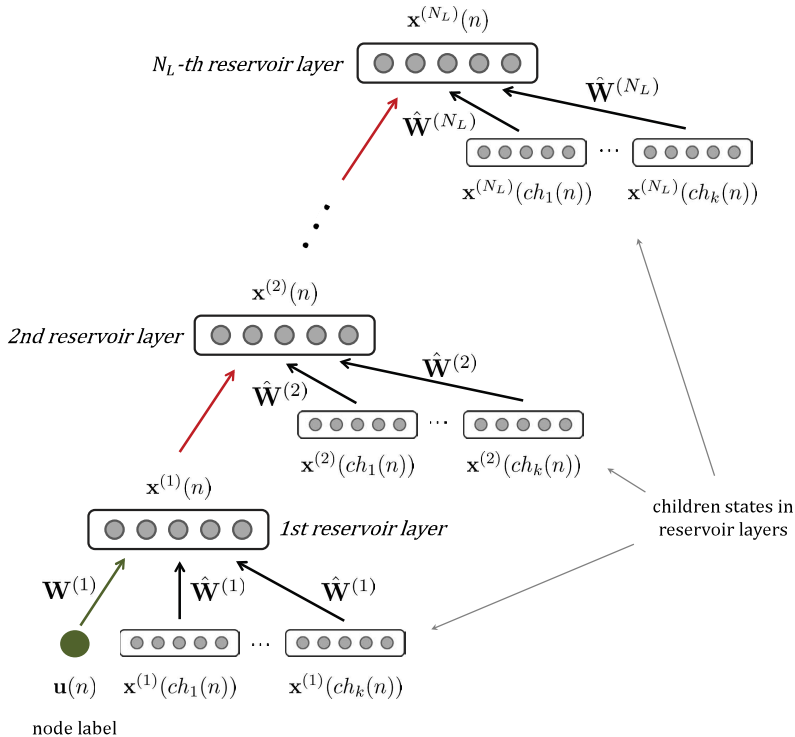 x^(N_L)(n)
N_L-th reservoir layer
Ŵ^(N_L)
Ŵ^(N_L)
...
x^(N_L)(ch_1(n))
x^(N_L)(ch_k(n))
x^(2)(n)
2nd reservoir layer
Ŵ^(2)
Ŵ^(2)
...
x^(2)(ch_1(n))
x^(2)(ch_k(n))
x^(1)(n)
1st reservoir layer
children states in
reservoir layers
W^(1)
Ŵ^(1)
Ŵ^(1)
...
u(n)
x^(1)(ch_1(n))
x^(1)(ch_k(n))
node label